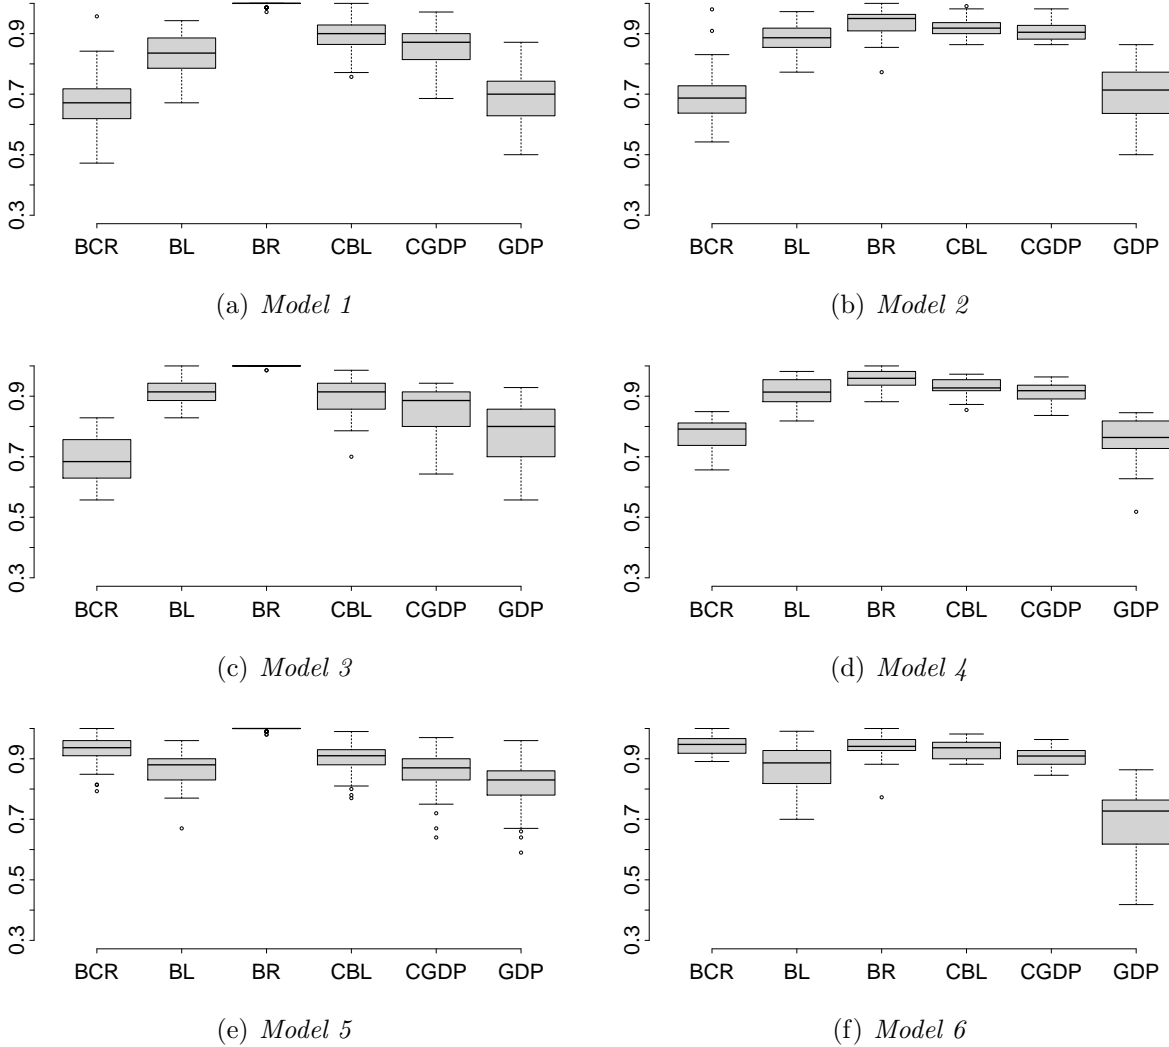 0.3 0.5 0.7 0.9
BCR BL BR CBL CGDP GDP
(a) Model 1
0.3 0.5 0.7 0.9
BCR BL BR CBL CGDP GDP
(b) Model 2
0.3 0.5 0.7 0.9
BCR BL BR CBL CGDP GDP
(c) Model 3
0.3 0.5 0.7 0.9
BCR BL BR CBL CGDP GDP
(d) Model 4
0.3 0.5 0.7 0.9
BCR BL BR CBL CGDP GDP
(e) Model 5
0.3 0.5 0.7 0.9
BCR BL BR CBL CGDP GDP
(f) Model 6